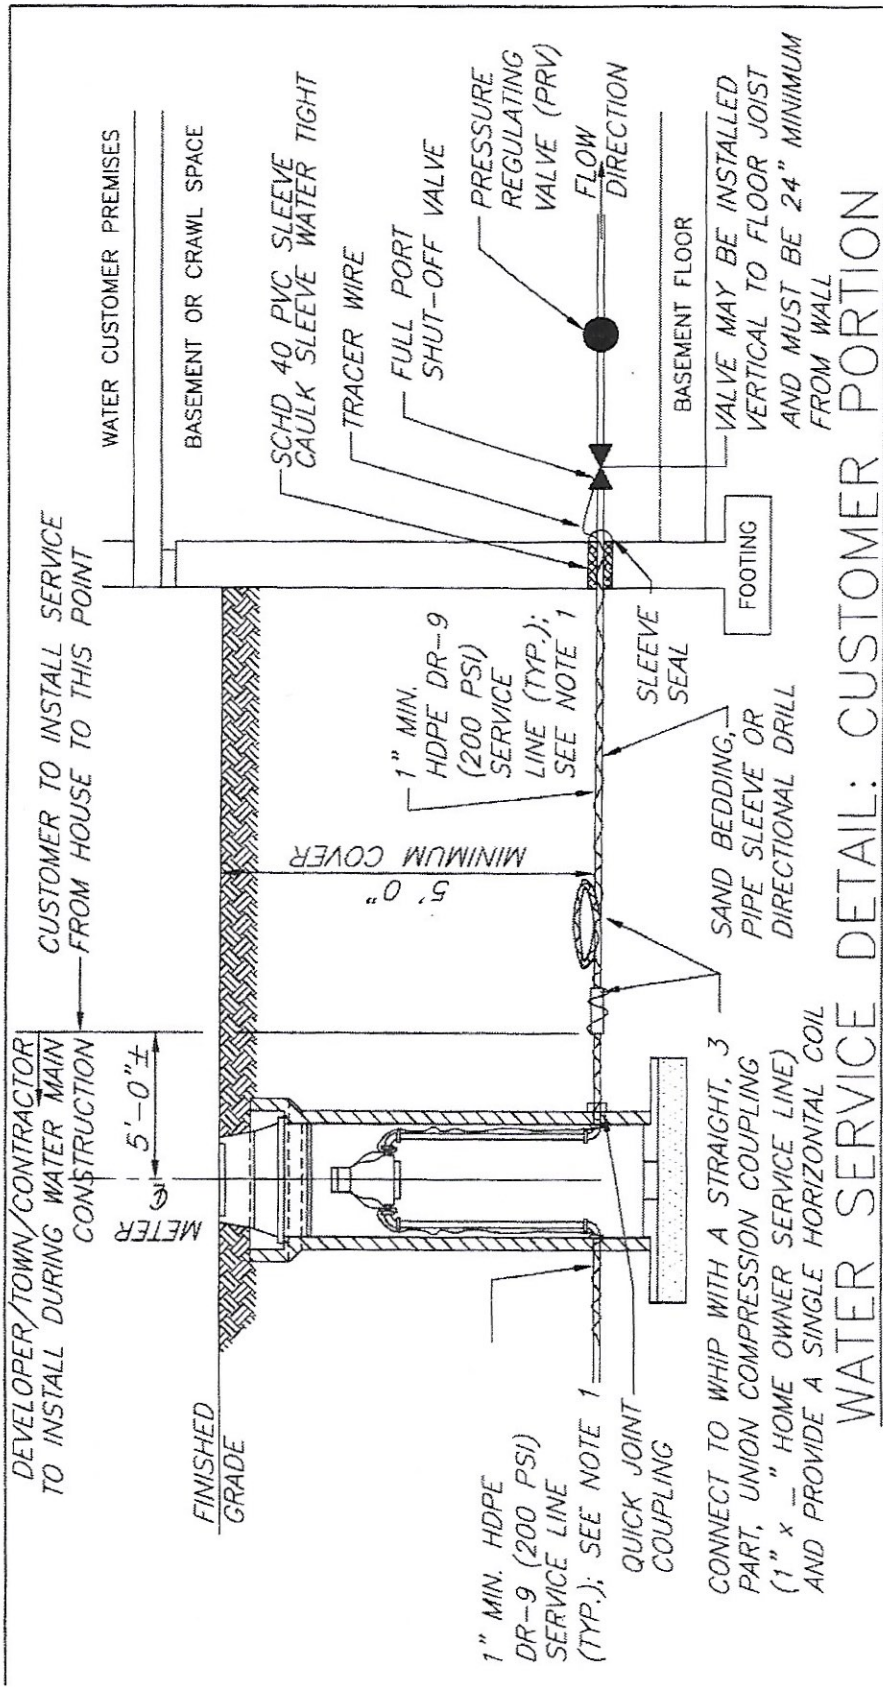 DEVELOPER/TOWN/CONTRACTOR
TO INSTALL DURING WATER MAIN
CONSTRUCTION
CUSTOMER TO INSTALL SERVICE
FROM HOUSE TO THIS POINT
WATER CUSTOMER PREMISES
BASEMENT OR CRAWL SPACE
5'-0"±
METER
FINISHED
GRADE
5' 0"
MINIMUM COVER
SCHD 40 PVC SLEEVE
CAULK SLEEVE WATER TIGHT
TRACER WIRE
FULL PORT
SHUT-OFF VALVE
PRESSURE
REGULATING
VALVE (PRV)
FLOW
DIRECTION
1" MIN.
HDPE DR-9
(200 PSI)
SERVICE
LINE (TYP.);
SEE NOTE 1
1" MIN. HDPE
DR-9 (200 PSI)
SERVICE LINE
(TYP.); SEE NOTE 1
QUICK JOINT
COUPLING
SLEEVE
SEAL
FOOTING
BASEMENT FLOOR
CONNECT TO WHIP WITH A STRAIGHT, 3
PART, UNION COMPRESSION COUPLING
(1" x _" HOME OWNER SERVICE LINE)
AND PROVIDE A SINGLE HORIZONTAL COIL
SAND BEDDING,
PIPE SLEEVE OR
DIRECTIONAL DRILL
VALVE MAY BE INSTALLED
VERTICAL TO FLOOR JOIST
AND MUST BE 24" MINIMUM
FROM WALL
WATER SERVICE DETAIL: CUSTOMER PORTION